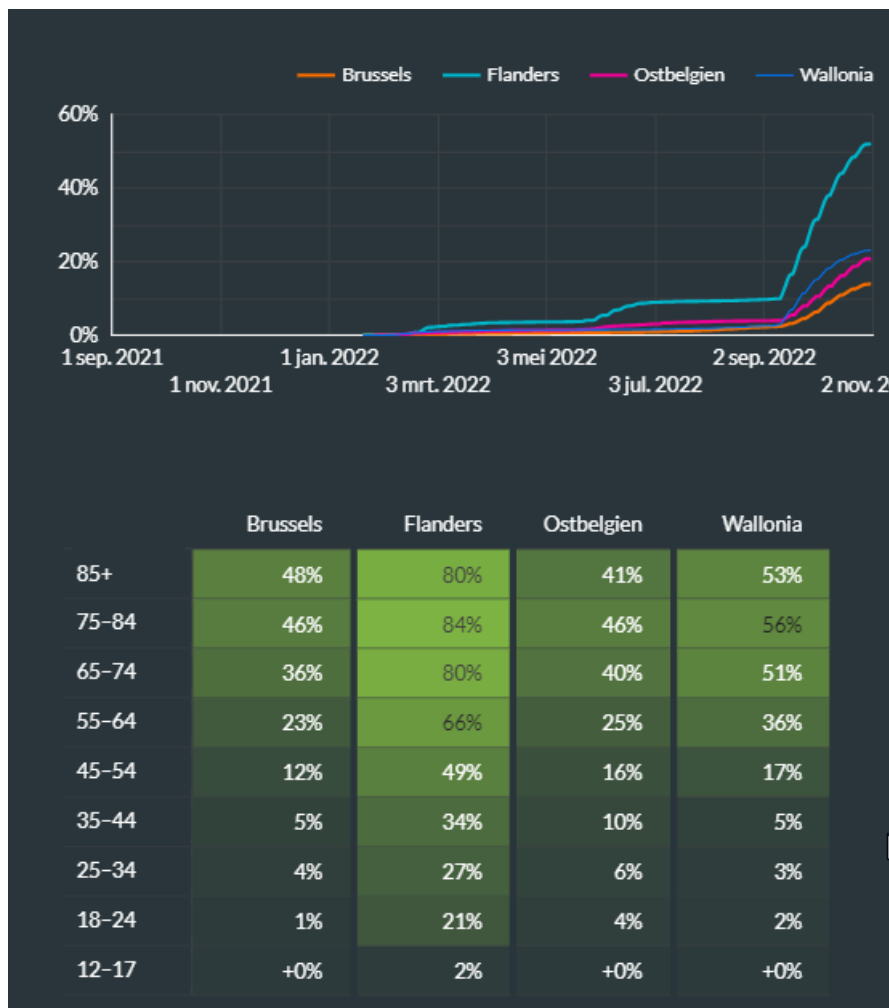 Brussels Flanders Ostbelgien Wallonia
60%
40%
20%
0%
1 sep. 2021 1 jan. 2022 3 mei 2022 2 sep. 2022
1 nov. 2021 3 mrt. 2022 3 jul. 2022 2 nov. 2
Brussels Flanders Ostbelgien Wallonia
85+ 48% 80% 41% 53%
75–84 46% 84% 46% 56%
65–74 36% 80% 40% 51%
55–64 23% 66% 25% 36%
45–54 12% 49% 16% 17%
35–44 5% 34% 10% 5%
25–34 4% 27% 6% 3%
18–24 1% 21% 4% 2%
12–17 +0% 2% +0% +0%